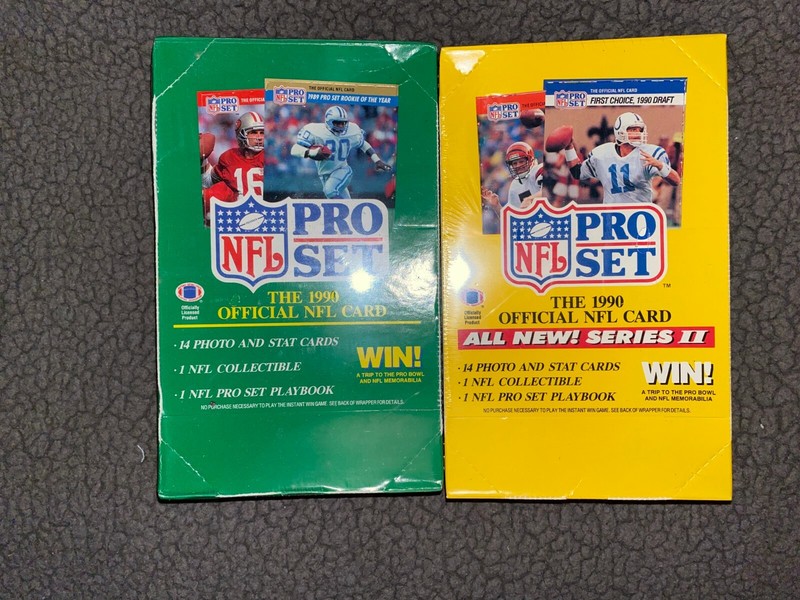 PRO
SET
THE OFFICIAL
THE OFFICIAL NFL CARD
PRO
SET
1989 PRO SET ROOKIE OF THE YEAR
16
20
NFL
PRO
SET
Officially
Licensed
Product
THE 1990
OFFICIAL NFL CARD
· 14 PHOTO AND STAT CARDS
· 1 NFL COLLECTIBLE
· 1 NFL PRO SET PLAYBOOK
WIN!
A TRIP TO THE PRO BOWL
AND NFL MEMORABILIA
NO PURCHASE NECESSARY TO PLAY THE INSTANT WIN GAME. SEE BACK OF WRAPPER FOR DETAILS.
PRO
SET
THE OFFICIAL NFL CARD
PRO
SET
FIRST CHOICE, 1990 DRAFT
11
NFL
PRO
SET
TM
Officially
Licensed
Product
THE 1990
OFFICIAL NFL CARD
ALL NEW! SERIES II
· 14 PHOTO AND STAT CARDS
· 1 NFL COLLECTIBLE
· 1 NFL PRO SET PLAYBOOK
WIN!
A TRIP TO THE PRO BOWL
AND NFL MEMORABILIA
NO PURCHASE NECESSARY TO PLAY THE INSTANT WIN GAME. SEE BACK OF WRAPPER FOR DETAILS.